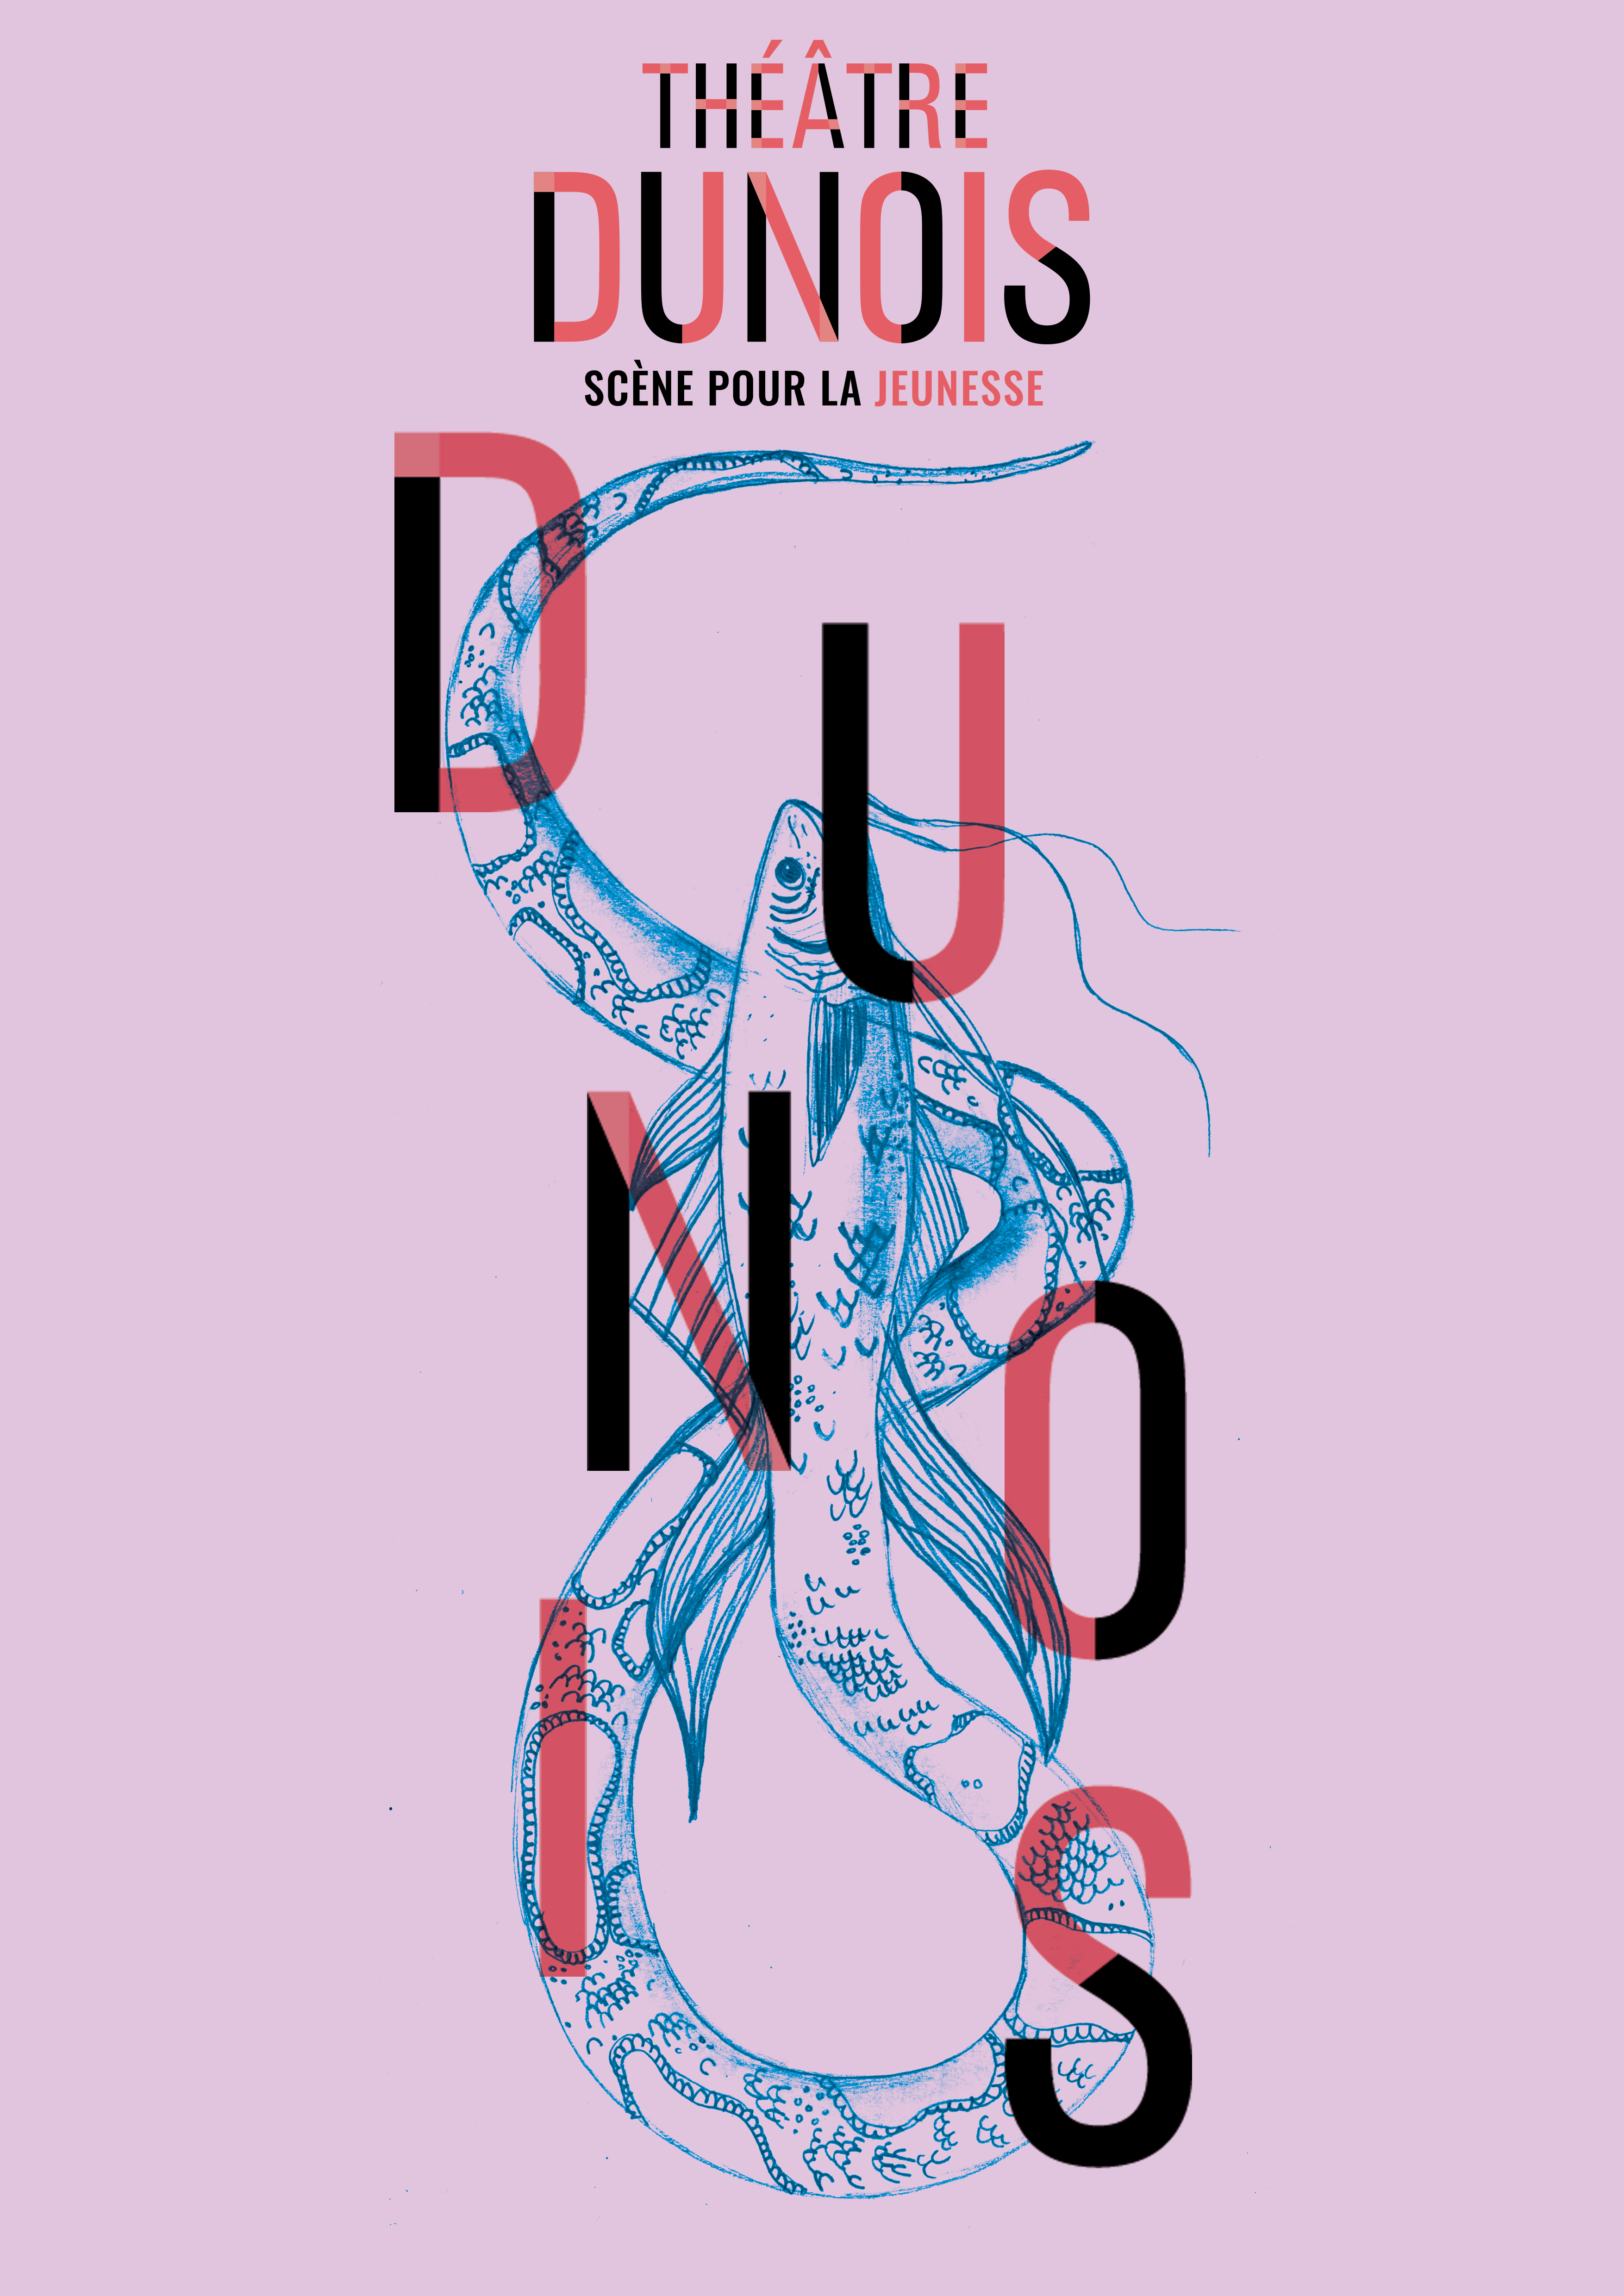 THÉÂTRE
DUNOIS
SCÈNE POUR LA JEUNESSE
D
U
N
O
I
S